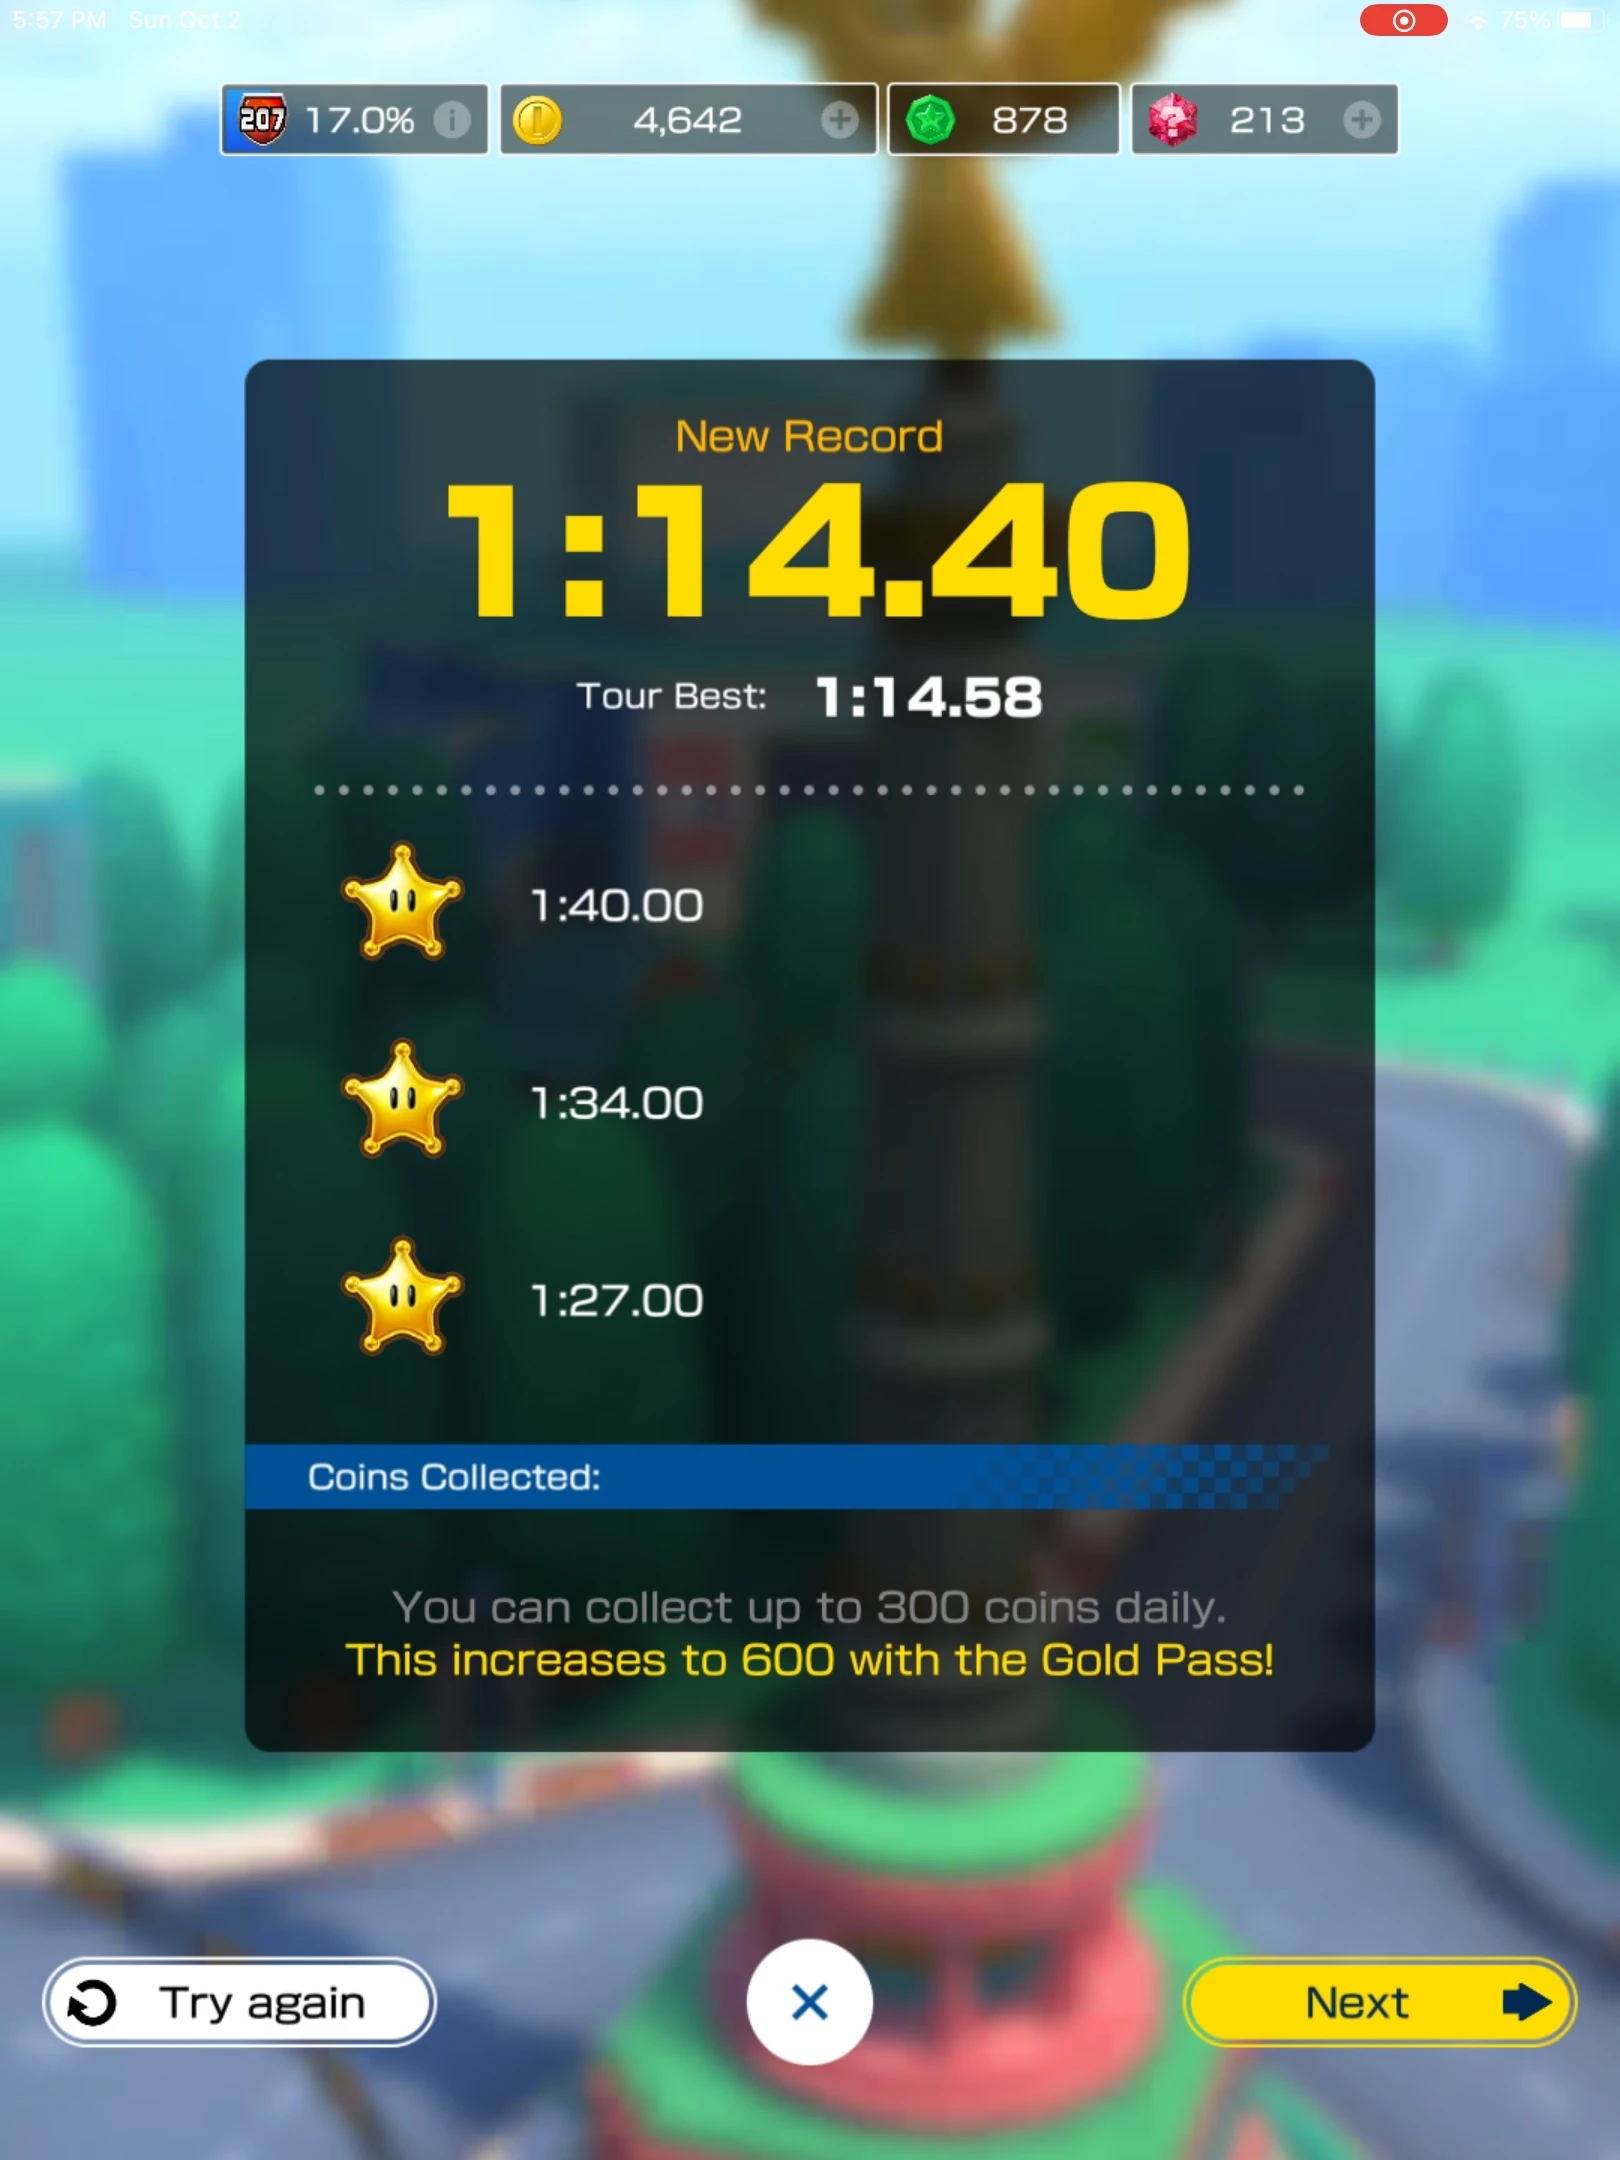 5:57 PM Sun Oct 2
75%
207 17.0% 4,642 878 213
New Record
1:14.40
Tour Best: 1:14.58
1:40.00
1:34.00
1:27.00
Coins Collected:
You can collect up to 300 coins daily.
This increases to 600 with the Gold Pass!
Try again
Next